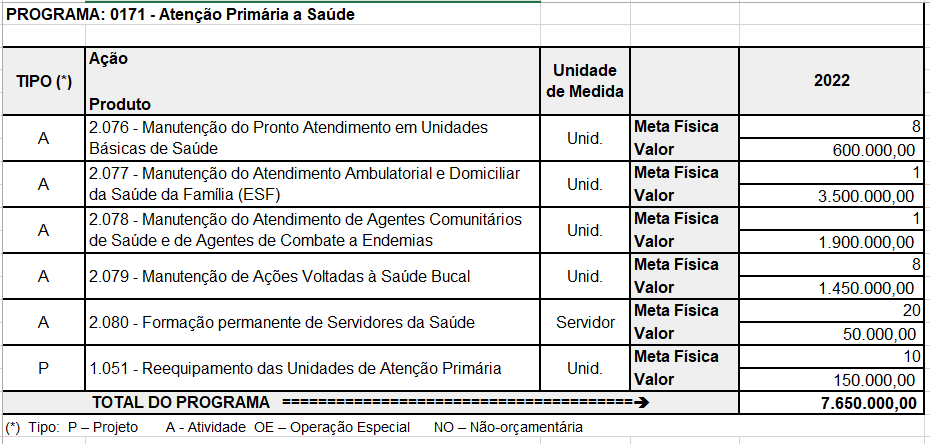 PROGRAMA: 0171 - Atenção Primária a Saúde
TIPO (*)
Ação
Produto
Unidade
de Medida
2022
A
2.076 - Manutenção do Pronto Atendimento em Unidades
Básicas de Saúde
Unid.
Meta Física
8
Valor
600.000,00
A
2.077 - Manutenção do Atendimento Ambulatorial e Domiciliar
da Saúde da Família (ESF)
Unid.
Meta Física
1
Valor
3.500.000,00
A
2.078 - Manutenção do Atendimento de Agentes Comunitários
de Saúde e de Agentes de Combate a Endemias
Unid.
Meta Física
1
Valor
1.900.000,00
A
2.079 - Manutenção de Ações Voltadas à Saúde Bucal
Unid.
Meta Física
8
Valor
1.450.000,00
A
2.080 - Formação permanente de Servidores da Saúde
Servidor
Meta Física
20
Valor
50.000,00
P
1.051 - Reequipamento das Unidades de Atenção Primária
Unid.
Meta Física
10
Valor
150.000,00
TOTAL DO PROGRAMA =======================================➔ 7.650.000,00
(*) Tipo: P – Projeto A - Atividade OE – Operação Especial NO – Não-orçamentária